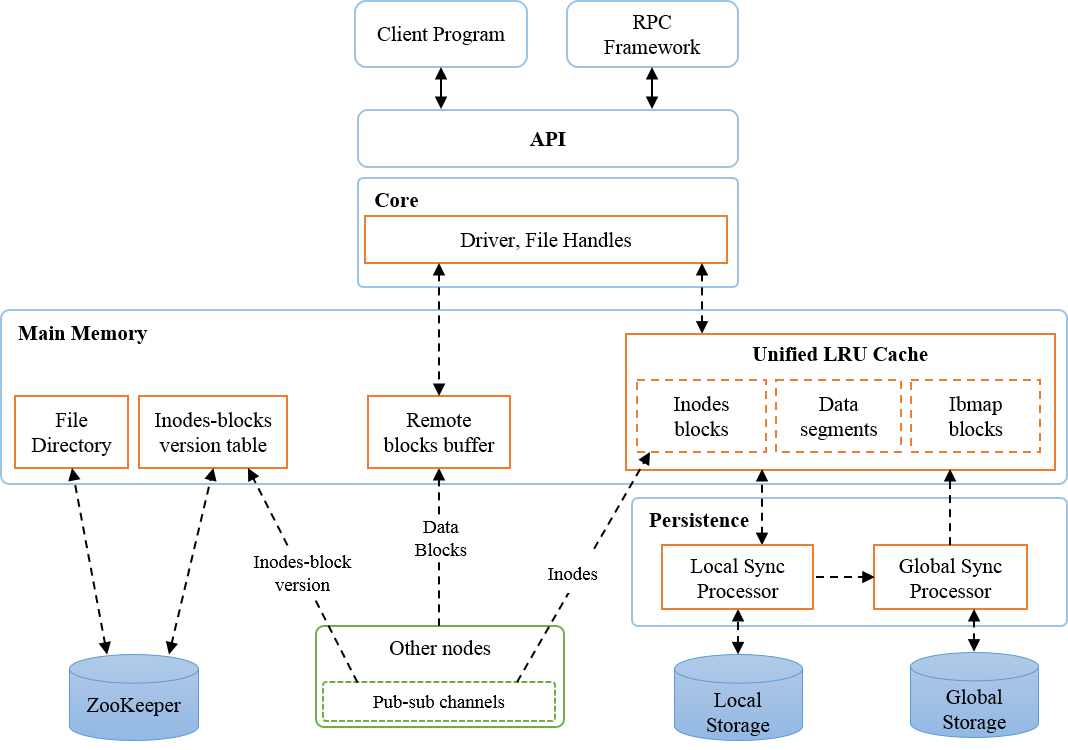 Client Program
RPC
Framework
API
Core
Driver, File Handles
Main Memory
Unified LRU Cache
Inodes
blocks
Data
segments
Ibmap
blocks
File
Directory
Inodes-blocks
version table
Remote
blocks buffer
Persistence
Data
Blocks
Inodes-block
version
Inodes
Local Sync
Processor
Global Sync
Processor
Other nodes
Pub-sub channels
ZooKeeper
Local
Storage
Global
Storage